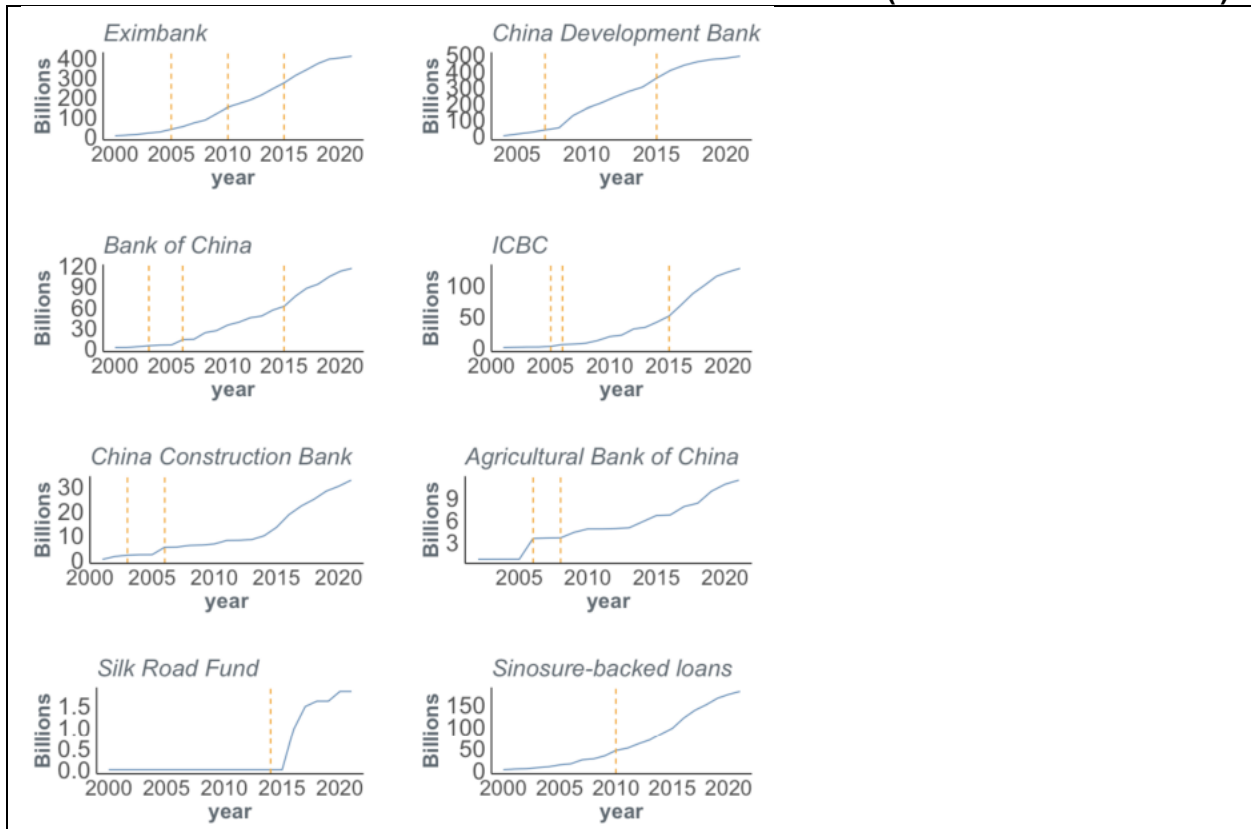 Eximbank
400
300
200
100
0
Billions
2000 2005 2010 2015 2020
year
China Development Bank
500
400
300
200
100
0
Billions
2005 2010 2015 2020
year
Bank of China
120
90
60
30
0
Billions
2000 2005 2010 2015 2020
year
ICBC
100
50
0
Billions
2000 2005 2010 2015 2020
year
China Construction Bank
30
20
10
0
Billions
2000 2005 2010 2015 2020
year
Agricultural Bank of China
9
6
3
Billions
2005 2010 2015 2020
year
Silk Road Fund
1.5
1.0
0.5
0.0
Billions
2000 2005 2010 2015 2020
year
Sinosure-backed loans
150
100
50
0
Billions
2000 2005 2010 2015 2020
year